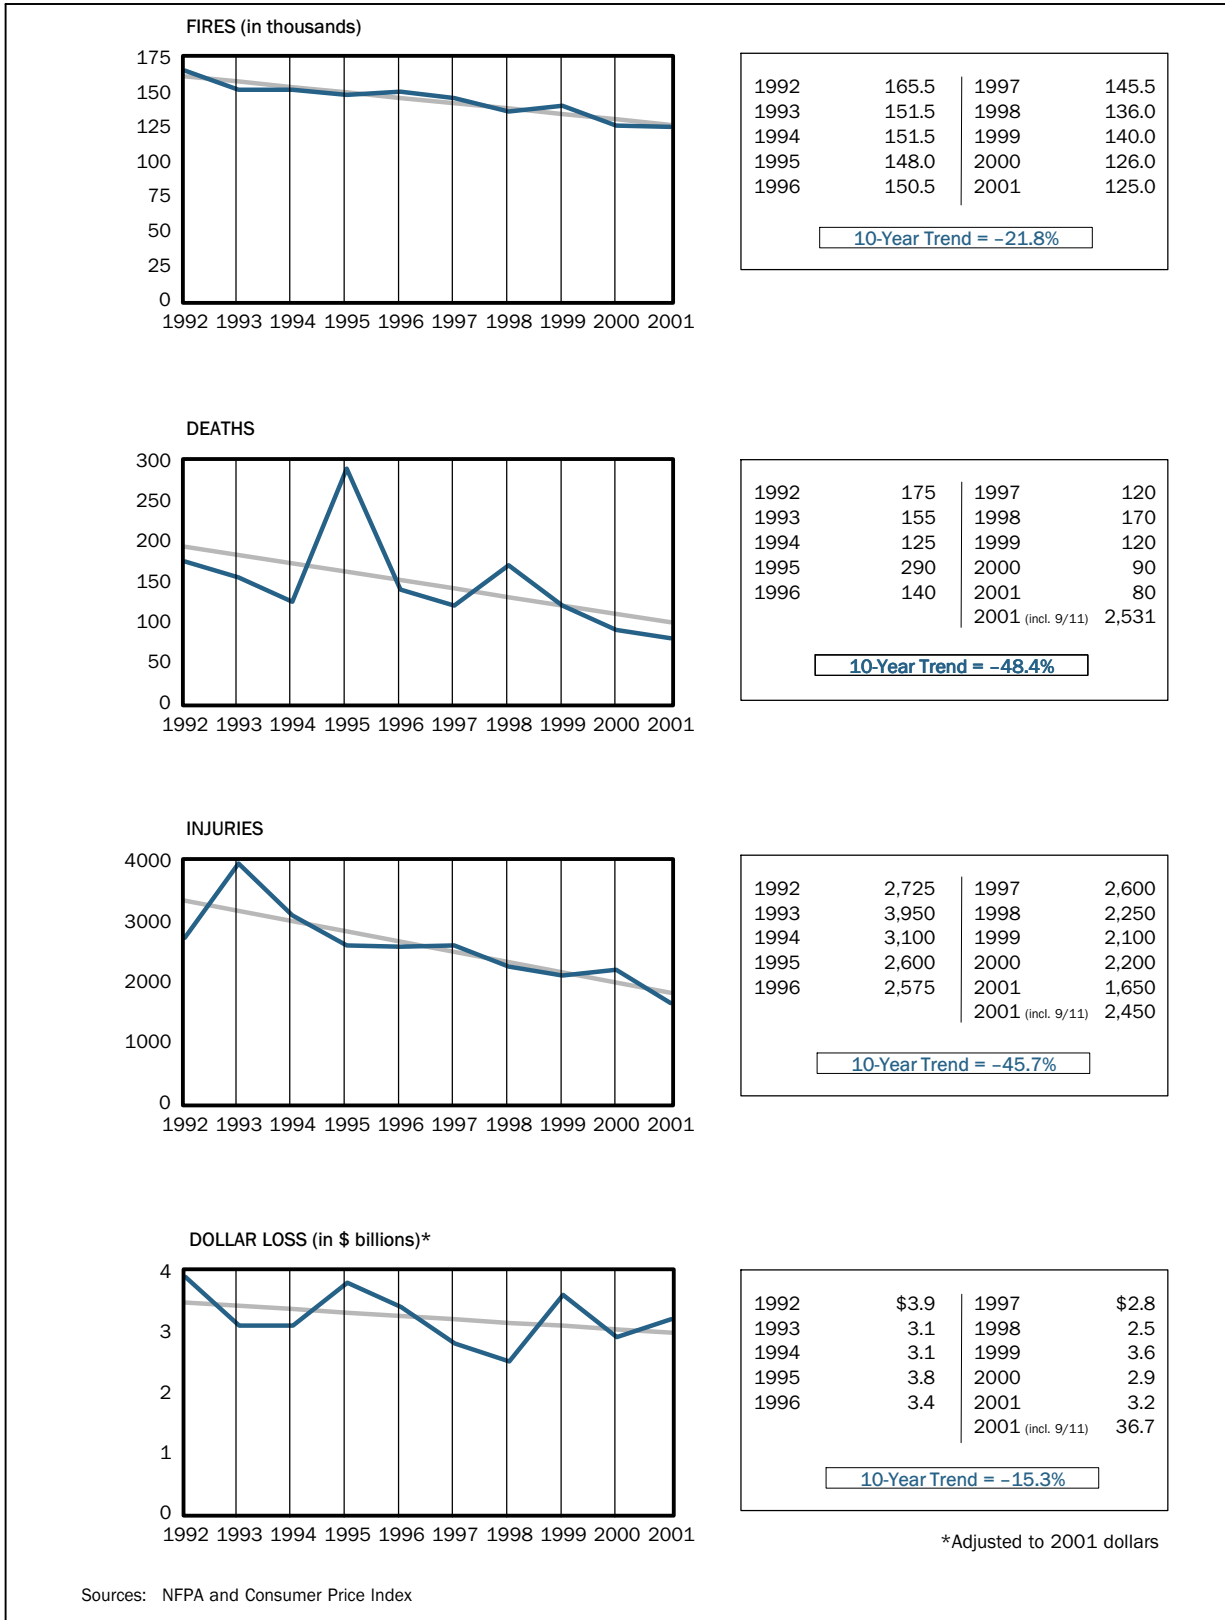 FIRES (in thousands)
175
150
125
100
75
50
25
0
1992 1993 1994 1995 1996 1997 1998 1999 2000 2001
1992 165.5 1997 145.5
1993 151.5 1998 136.0
1994 151.5 1999 140.0
1995 148.0 2000 126.0
1996 150.5 2001 125.0
10-Year Trend = –21.8%
DEATHS
300
250
200
150
100
50
0
1992 1993 1994 1995 1996 1997 1998 1999 2000 2001
1992 175 1997 120
1993 155 1998 170
1994 125 1999 120
1995 290 2000 90
1996 140 2001 80
2001 (incl. 9/11) 2,531
10-Year Trend = –48.4%
INJURIES
4000
3000
2000
1000
0
1992 1993 1994 1995 1996 1997 1998 1999 2000 2001
1992 2,725 1997 2,600
1993 3,950 1998 2,250
1994 3,100 1999 2,100
1995 2,600 2000 2,200
1996 2,575 2001 1,650
2001 (incl. 9/11) 2,450
10-Year Trend = –45.7%
DOLLAR LOSS (in $ billions)*
4
3
2
1
0
1992 1993 1994 1995 1996 1997 1998 1999 2000 2001
1992 $3.9 1997 $2.8
1993 3.1 1998 2.5
1994 3.1 1999 3.6
1995 3.8 2000 2.9
1996 3.4 2001 3.2
2001 (incl. 9/11) 36.7
10-Year Trend = –15.3%
*Adjusted to 2001 dollars
Sources: NFPA and Consumer Price Index